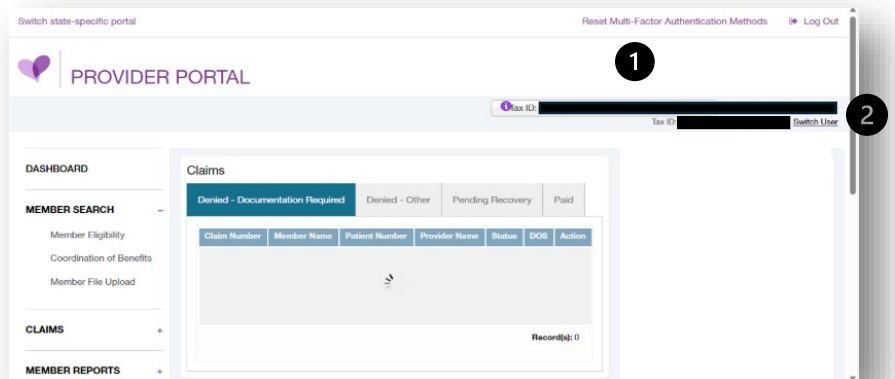 Switch state-specific portal
Reset Multi-Factor Authentication Methods Log Out
1
PROVIDER PORTAL
Tax ID:
2
Tax ID: Switch User
DASHBOARD
Claims
Denied - Documentation Required Denied - Other Pending Recovery Paid
MEMBER SEARCH -
Member Eligibility
Claim Number Member Name Patient Number Provider Name Status DOS Action
Coordination of Benefits
Member File Upload
CLAIMS +
Record(s): 0
MEMBER REPORTS +